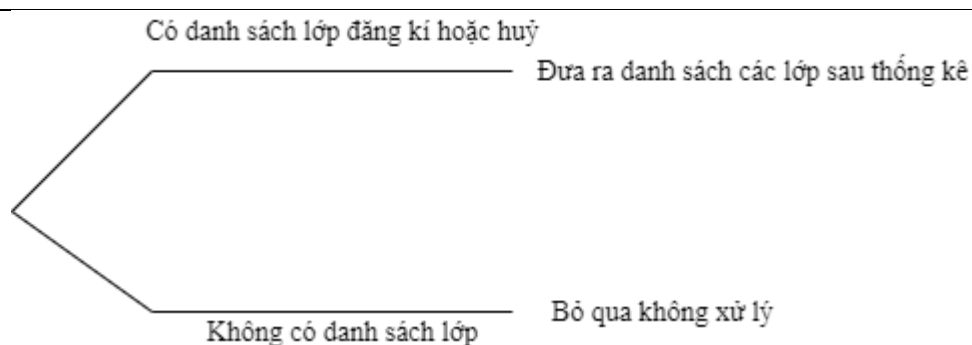 Có danh sách lớp đăng kí hoặc huỷ
Đưa ra danh sách các lớp sau thống kê
Bỏ qua không xử lý
Không có danh sách lớp